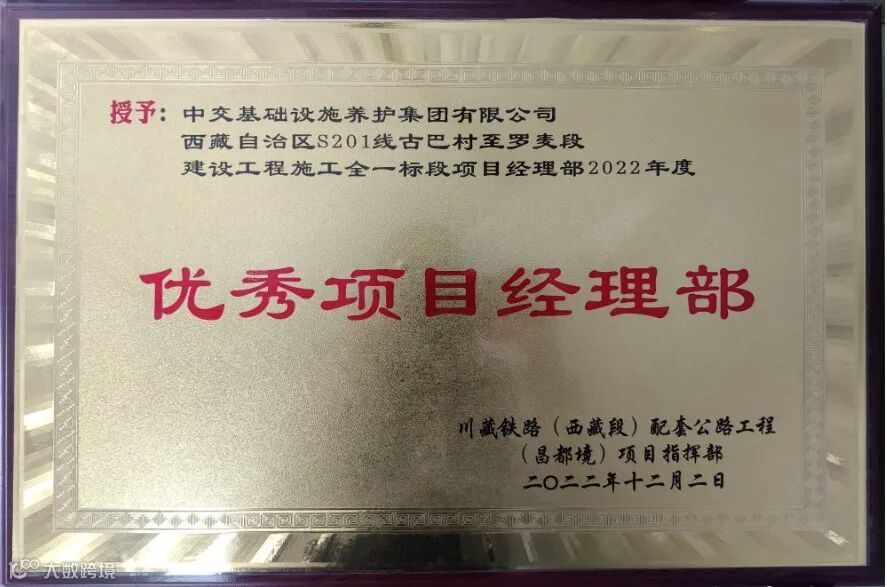 授予：中交基础设施养护集团有限公司
西藏自治区S201线古巴村至罗麦段
建设工程施工全一标段项目经理部2022年度
优秀项目经理部
川藏铁路（西藏段）配套公路工程
（昌都境）项目指挥部
二〇二二年十二月二日
大数跨境